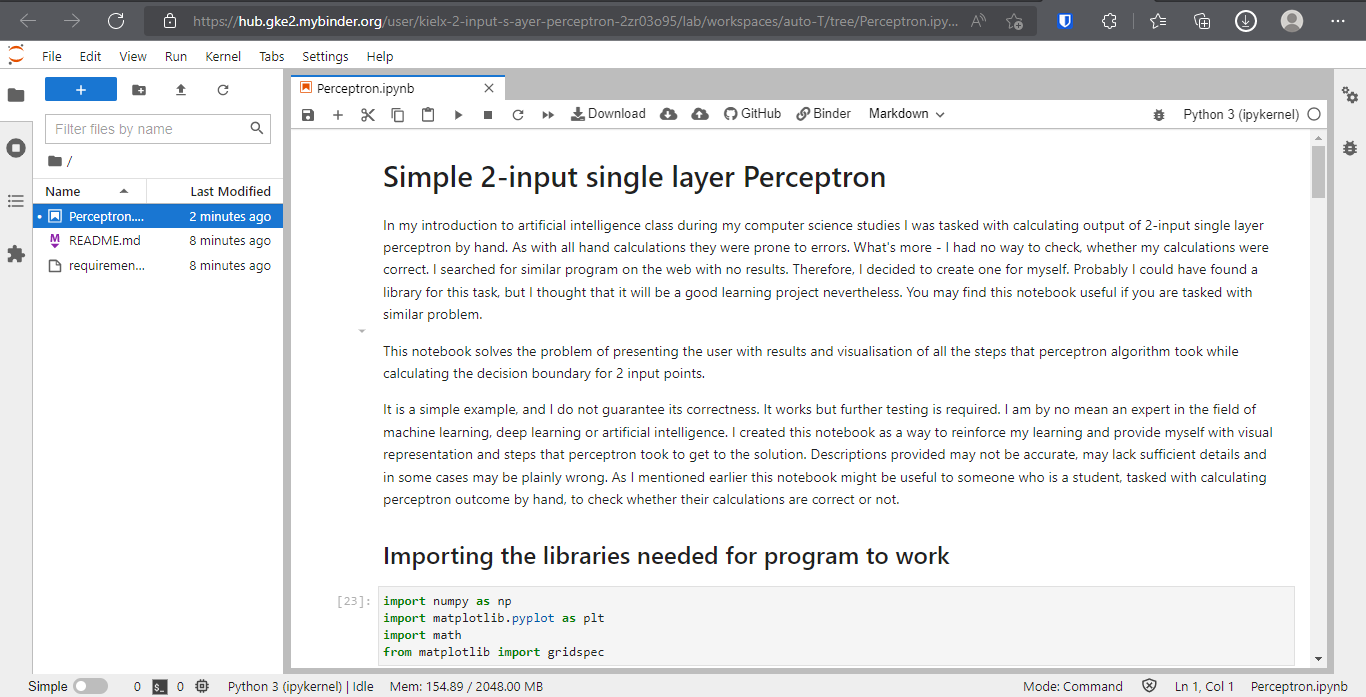 https://hub.gke2.mybinder.org/user/kielx-2-input-s-ayer-perceptron-2zr03o95/lab/workspaces/auto-T/tree/Perceptron.ipy...
File Edit View Run Kernel Tabs Settings Help
Perceptron.ipynb
Download GitHub Binder Markdown Python 3 (ipykernel)
Filter files by name
/
Name Last Modified
Perceptron.... 2 minutes ago
README.md 8 minutes ago
requiremen... 8 minutes ago
Simple 2-input single layer Perceptron
In my introduction to artificial intelligence class during my computer science studies I was tasked with calculating output of 2-input single layer
perceptron by hand. As with all hand calculations they were prone to errors. What's more - I had no way to check, whether my calculations were
correct. I searched for similar program on the web with no results. Therefore, I decided to create one for myself. Probably I could have found a
library for this task, but I thought that it will be a good learning project nevertheless. You may find this notebook useful if you are tasked with
similar problem.
This notebook solves the problem of presenting the user with results and visualisation of all the steps that perceptron algorithm took while
calculating the decision boundary for 2 input points.
It is a simple example, and I do not guarantee its correctness. It works but further testing is required. I am by no mean an expert in the field of
machine learning, deep learning or artificial intelligence. I created this notebook as a way to reinforce my learning and provide myself with visual
representation and steps that perceptron took to get to the solution. Descriptions provided may not be accurate, may lack sufficient details and
in some cases may be plainly wrong. As I mentioned earlier this notebook might be useful to someone who is a student, tasked with calculating
perceptron outcome by hand, to check whether their calculations are correct or not.
Importing the libraries needed for program to work
[23]:
import numpy as np
import matplotlib.pyplot as plt
import math
from matplotlib import gridspec
Simple 0 $_ 0 Python 3 (ipykernel) | Idle Mem: 154.89 / 2048.00 MB Mode: Command Ln 1, Col 1 Perceptron.ipynb